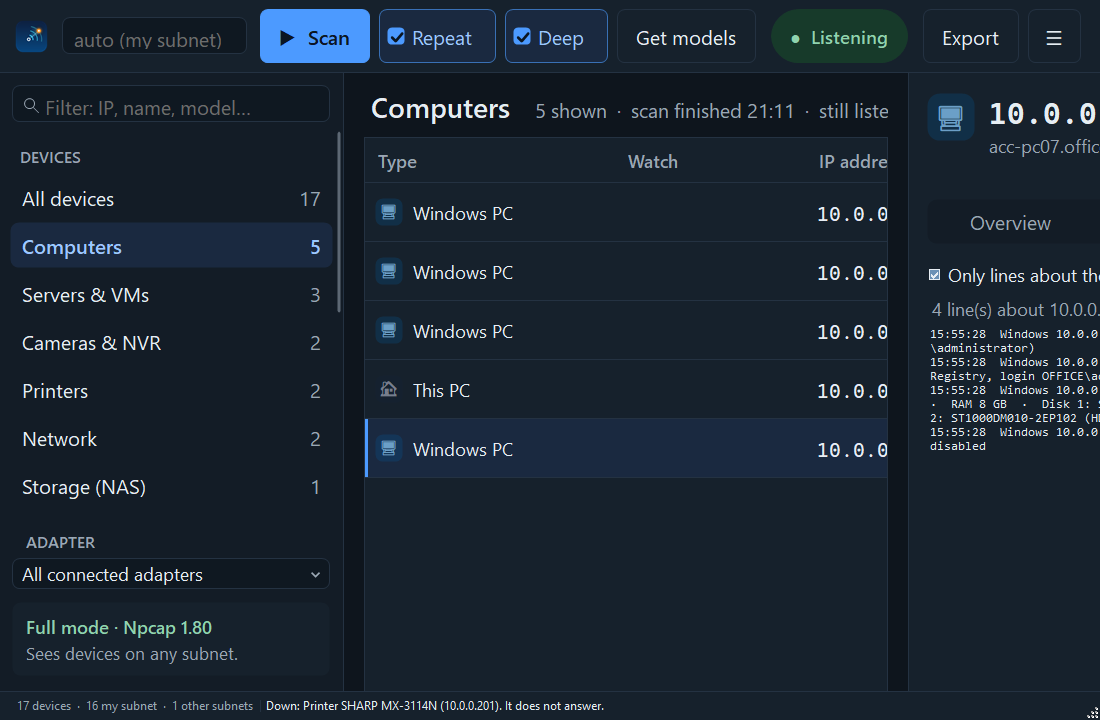 auto (my subnet)
Scan
Repeat
Deep
Get models
Listening
Export
Filter: IP, name, model...
DEVICES
All devices 17
Computers 5
Servers & VMs 3
Cameras & NVR 2
Printers 2
Network 2
Storage (NAS) 1
ADAPTER
All connected adapters
Full mode · Npcap 1.80
Sees devices on any subnet.
Computers 5 shown · scan finished 21:11 · still liste
Type Watch IP addre
Windows PC 10.0.0
Windows PC 10.0.0
Windows PC 10.0.0
This PC 10.0.0
Windows PC 10.0.0
10.0.0
acc-pc07.offic
Overview
Only lines about the
4 line(s) about 10.0.0.
15:55:28 Windows 10.0.0
\administrator)
15:55:28 Windows 10.0.0
Registry, login OFFICE\a
15:55:28 Windows 10.0.0
· RAM 8 GB · Disk 1: S
2: ST1000DM010-2EP102 (H
15:55:28 Windows 10.0.0
disabled
17 devices · 16 my subnet · 1 other subnets Down: Printer SHARP MX-3114N (10.0.0.201). It does not answer.